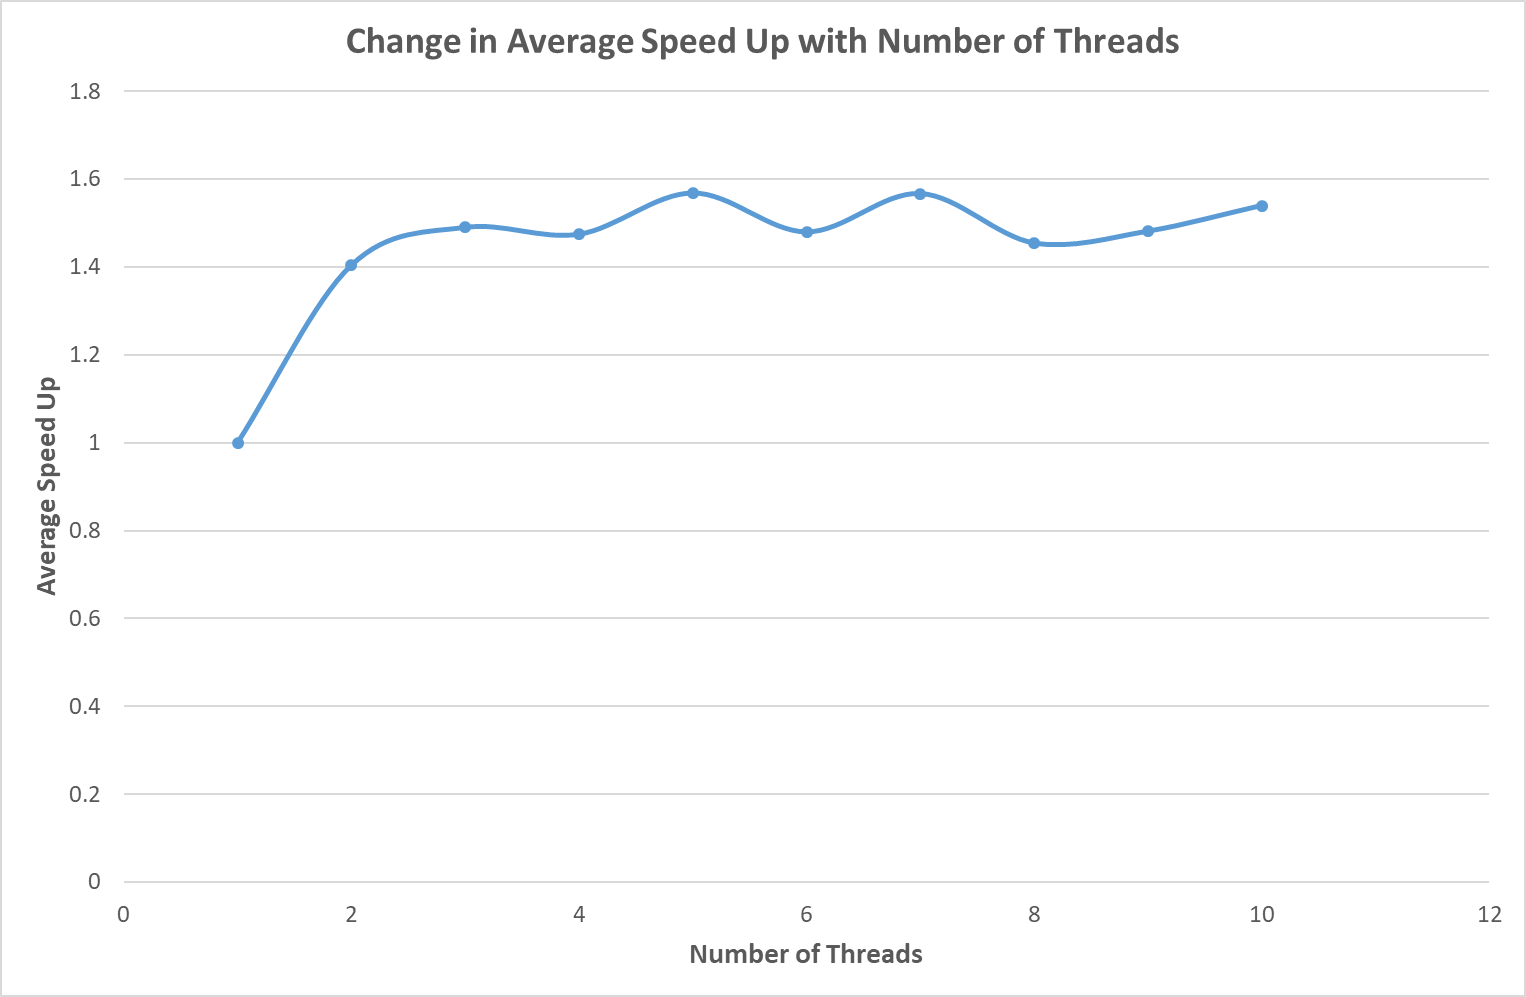 Change in Average Speed Up with Number of Threads
1.8
1.6
1.4
1.2
1
0.8
0.6
0.4
0.2
0
Average Speed Up
0 2 4 6 8 10 12
Number of Threads